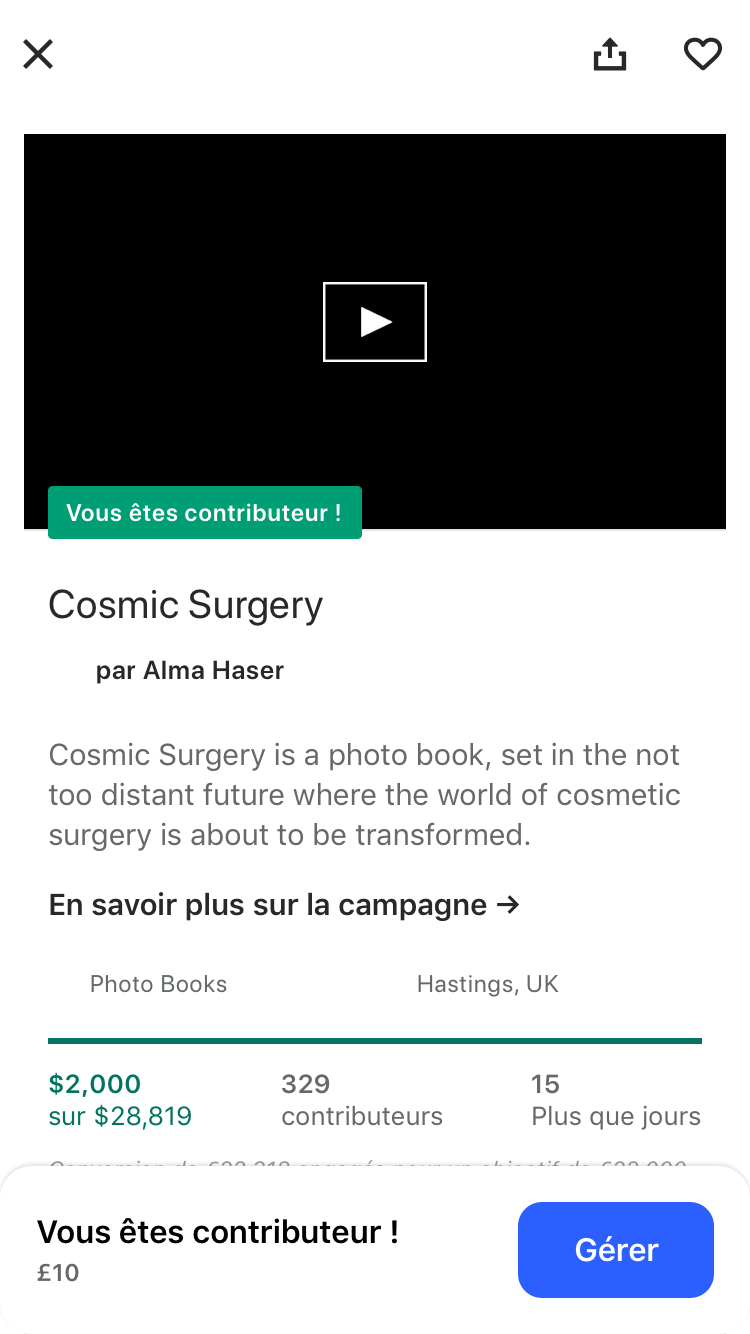 Vous êtes contributeur !
Cosmic Surgery
par Alma Haser
Cosmic Surgery is a photo book, set in the not
too distant future where the world of cosmetic
surgery is about to be transformed.
En savoir plus sur la campagne →
Photo Books
Hastings, UK
$2,000
sur $28,819
329
contributeurs
15
Plus que jours
Vous êtes contributeur !
£10
Gérer